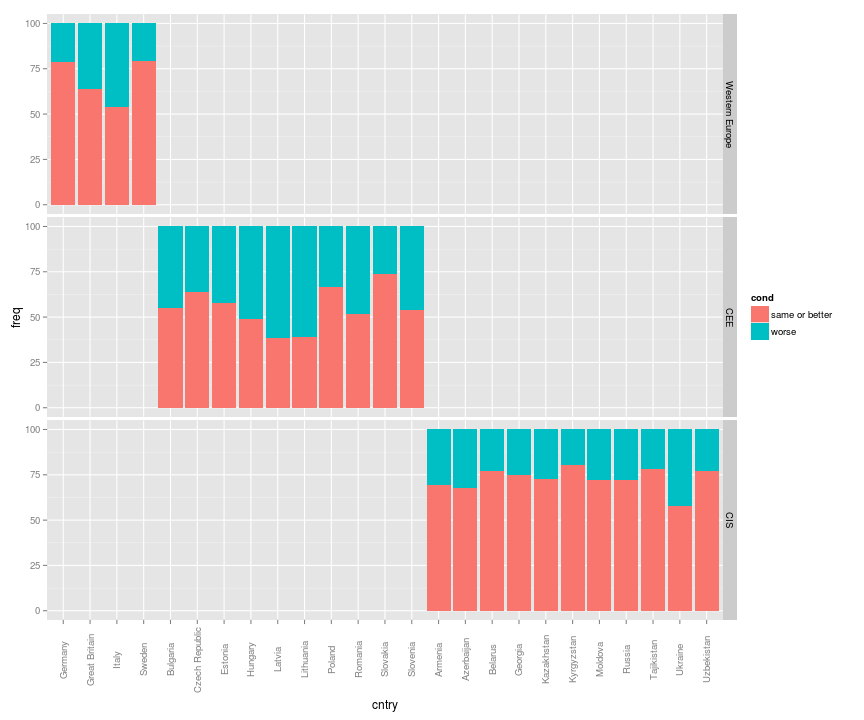 100
75
50
25
0
Western Europe
100
75
50
25
0
CEE
100
75
50
25
0
CIS
freq
Germany
Great Britain
Italy
Sweden
Bulgaria
Czech Republic
Estonia
Hungary
Latvia
Lithuania
Poland
Romania
Slovakia
Slovenia
Armenia
Azerbaijan
Belarus
Georgia
Kazakhstan
Kyrgyzstan
Moldova
Russia
Tajikistan
Ukraine
Uzbekistan
cntry
cond
same or better
worse